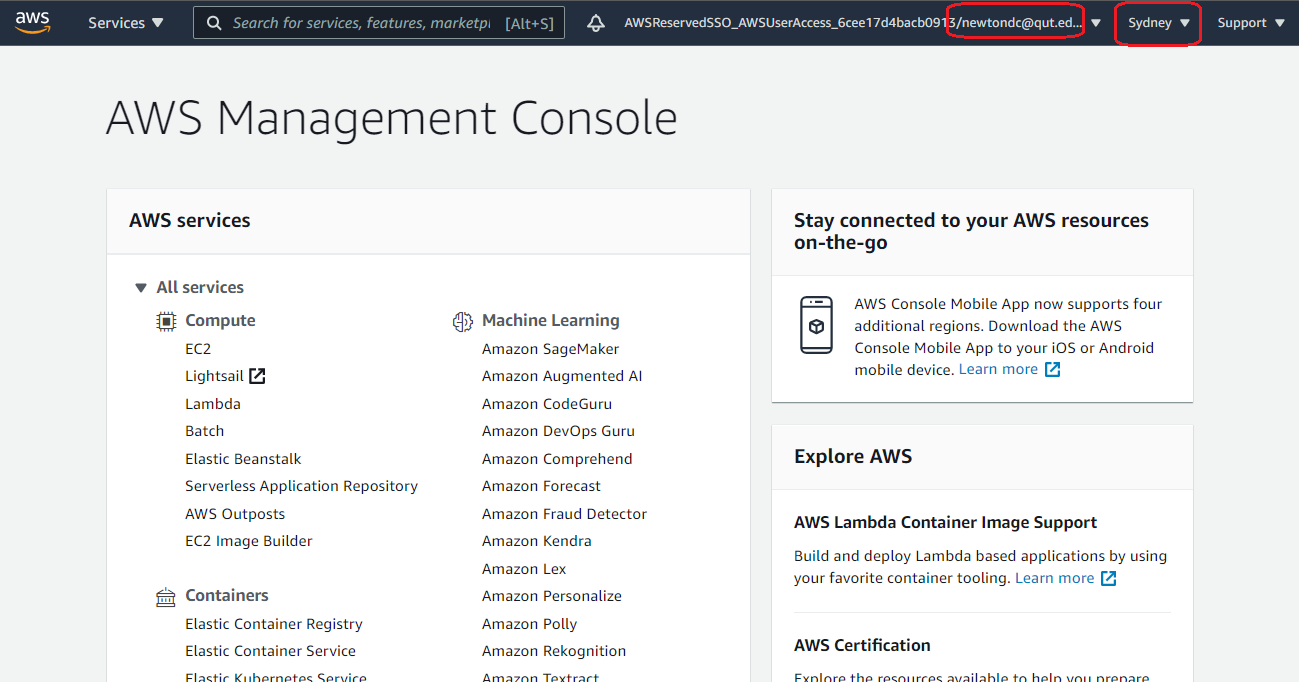 aws
Services
Search for services, features, marketpl
[Alt+S]
AWSReservedSSO_AWSUserAccess_6cee17d4bacb0913/newtondc@qut.ed...
Sydney
Support
AWS Management Console
AWS services
All services
Compute
EC2
Lightsail
Lambda
Batch
Elastic Beanstalk
Serverless Application Repository
AWS Outposts
EC2 Image Builder
Containers
Elastic Container Registry
Elastic Container Service
Elastic Kubernetes Service
Machine Learning
Amazon SageMaker
Amazon Augmented AI
Amazon CodeGuru
Amazon DevOps Guru
Amazon Comprehend
Amazon Forecast
Amazon Fraud Detector
Amazon Kendra
Amazon Lex
Amazon Personalize
Amazon Polly
Amazon Rekognition
Amazon Textract
Stay connected to your AWS resources
on-the-go
AWS Console Mobile App now supports four
additional regions. Download the AWS
Console Mobile App to your iOS or Android
mobile device. Learn more
Explore AWS
AWS Lambda Container Image Support
Build and deploy Lambda based applications by using
your favorite container tooling. Learn more
AWS Certification
Explore the resources available to help you prepare